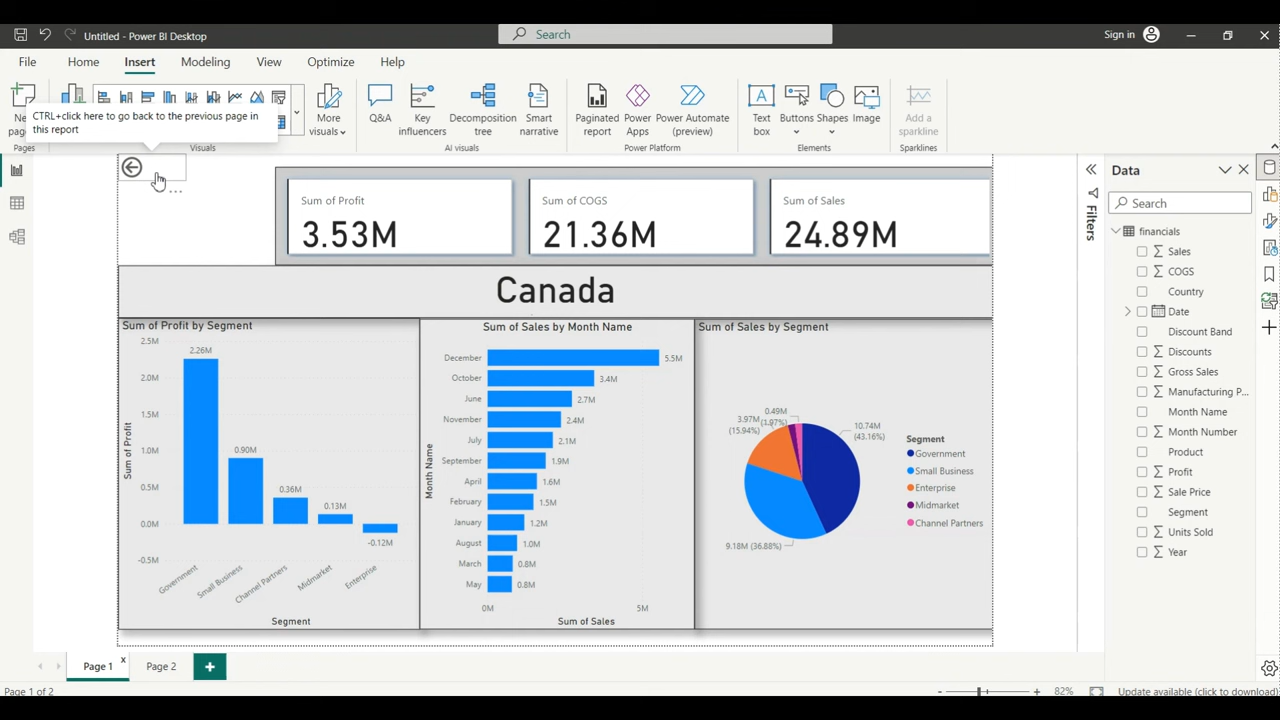 Untitled - Power BI Desktop
Search
Sign in
File
Home
Insert
Modeling
View
Optimize
Help
CTRL+click here to go back to the previous page in
this report
More
visuals
Q&A
Key
influencers
Decomposition
tree
Smart
narrative
Paginated
report
Power
Apps
Power Automate
(preview)
Text
box
Buttons
Shapes
Image
Add a
sparkline
Pages
Visuals
AI visuals
Power Platform
Elements
Sparklines
Sum of Profit
3.53M
Sum of COGS
21.36M
Sum of Sales
24.89M
Canada
Sum of Profit by Segment
Sum of Profit
2.5M
2.0M
1.5M
1.0M
0.5M
0.0M
-0.5M
2.26M
0.90M
0.36M
0.13M
-0.12M
Government
Small Business
Channel Partners
Midmarket
Enterprise
Segment
Sum of Sales by Month Name
Month Name
December 5.5M
October 3.4M
June 2.7M
November 2.4M
July 2.1M
September 1.9M
April 1.6M
February 1.5M
January 1.2M
August 1.0M
March 0.8M
May 0.8M
0M 5M
Sum of Sales
Sum of Sales by Segment
0.49M
(1.97%)
3.97M
(15.94%)
10.74M
(43.16%)
9.18M (36.88%)
Segment
Government
Small Business
Enterprise
Midmarket
Channel Partners
Filters
Data
Search
financials
Sales
COGS
Country
Date
Discount Band
Discounts
Gross Sales
Manufacturing P...
Month Name
Month Number
Product
Profit
Sale Price
Segment
Units Sold
Year
Page 1
Page 2
Page 1 of 2
82%
Update available (click to download)